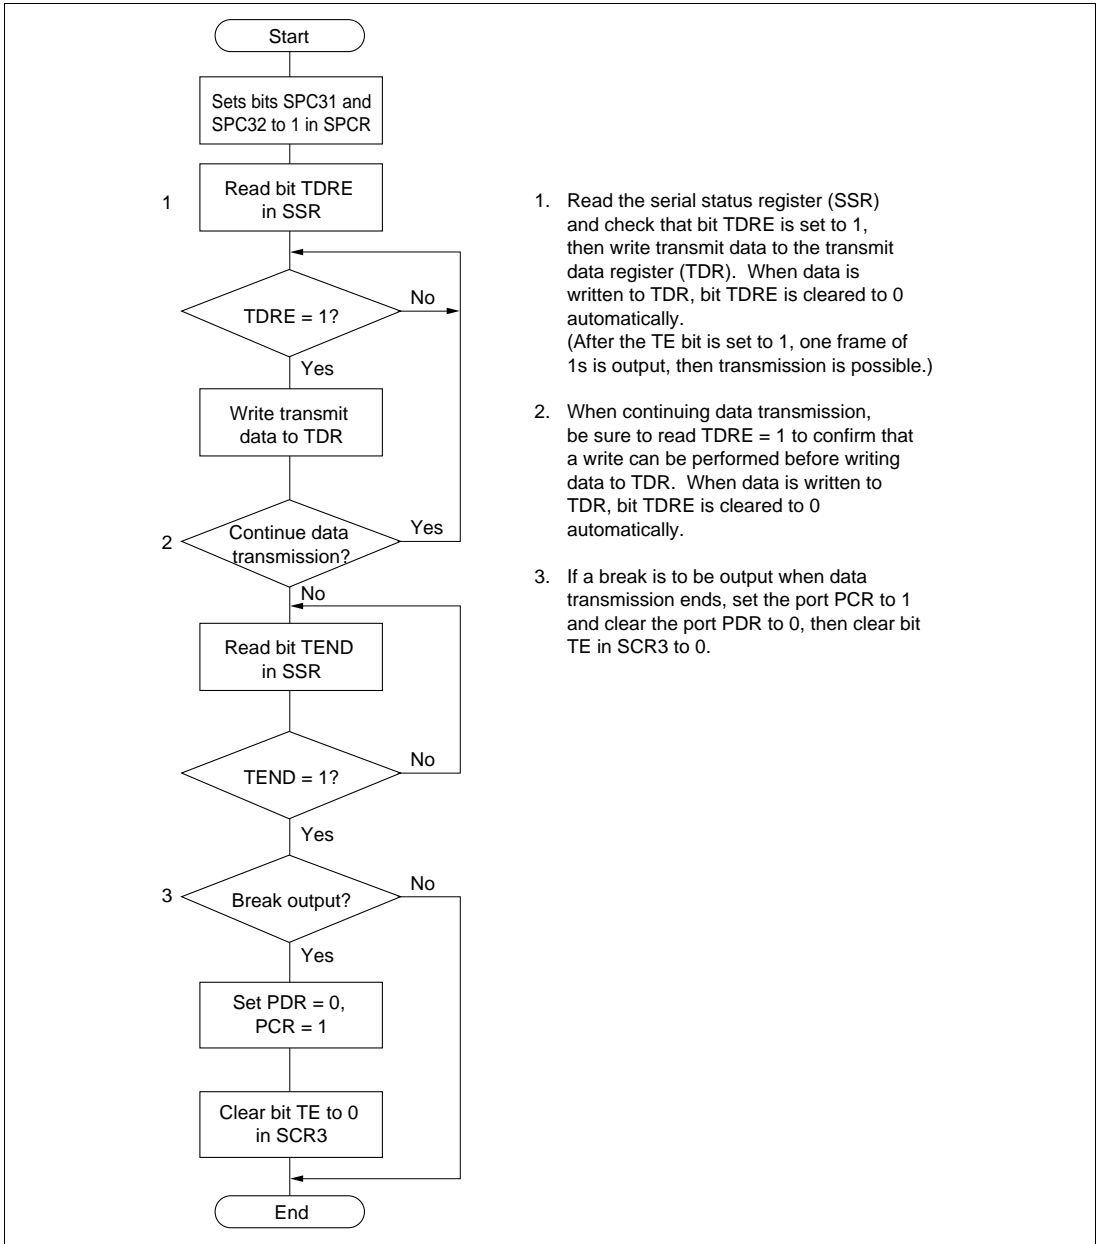 Start
Sets bits SPC31 and
SPC32 to 1 in SPCR
1
Read bit TDRE
in SSR
TDRE = 1?
No
Yes
Write transmit
data to TDR
2
Continue data
transmission?
Yes
No
Read bit TEND
in SSR
TEND = 1?
No
Yes
3
Break output?
No
Yes
Set PDR = 0,
PCR = 1
Clear bit TE to 0
in SCR3
End
1. Read the serial status register (SSR)
and check that bit TDRE is set to 1,
then write transmit data to the transmit
data register (TDR). When data is
written to TDR, bit TDRE is cleared to 0
automatically.
(After the TE bit is set to 1, one frame of
1s is output, then transmission is possible.)
2. When continuing data transmission,
be sure to read TDRE = 1 to confirm that
a write can be performed before writing
data to TDR. When data is written to
TDR, bit TDRE is cleared to 0
automatically.
3. If a break is to be output when data
transmission ends, set the port PCR to 1
and clear the port PDR to 0, then clear bit
TE in SCR3 to 0.